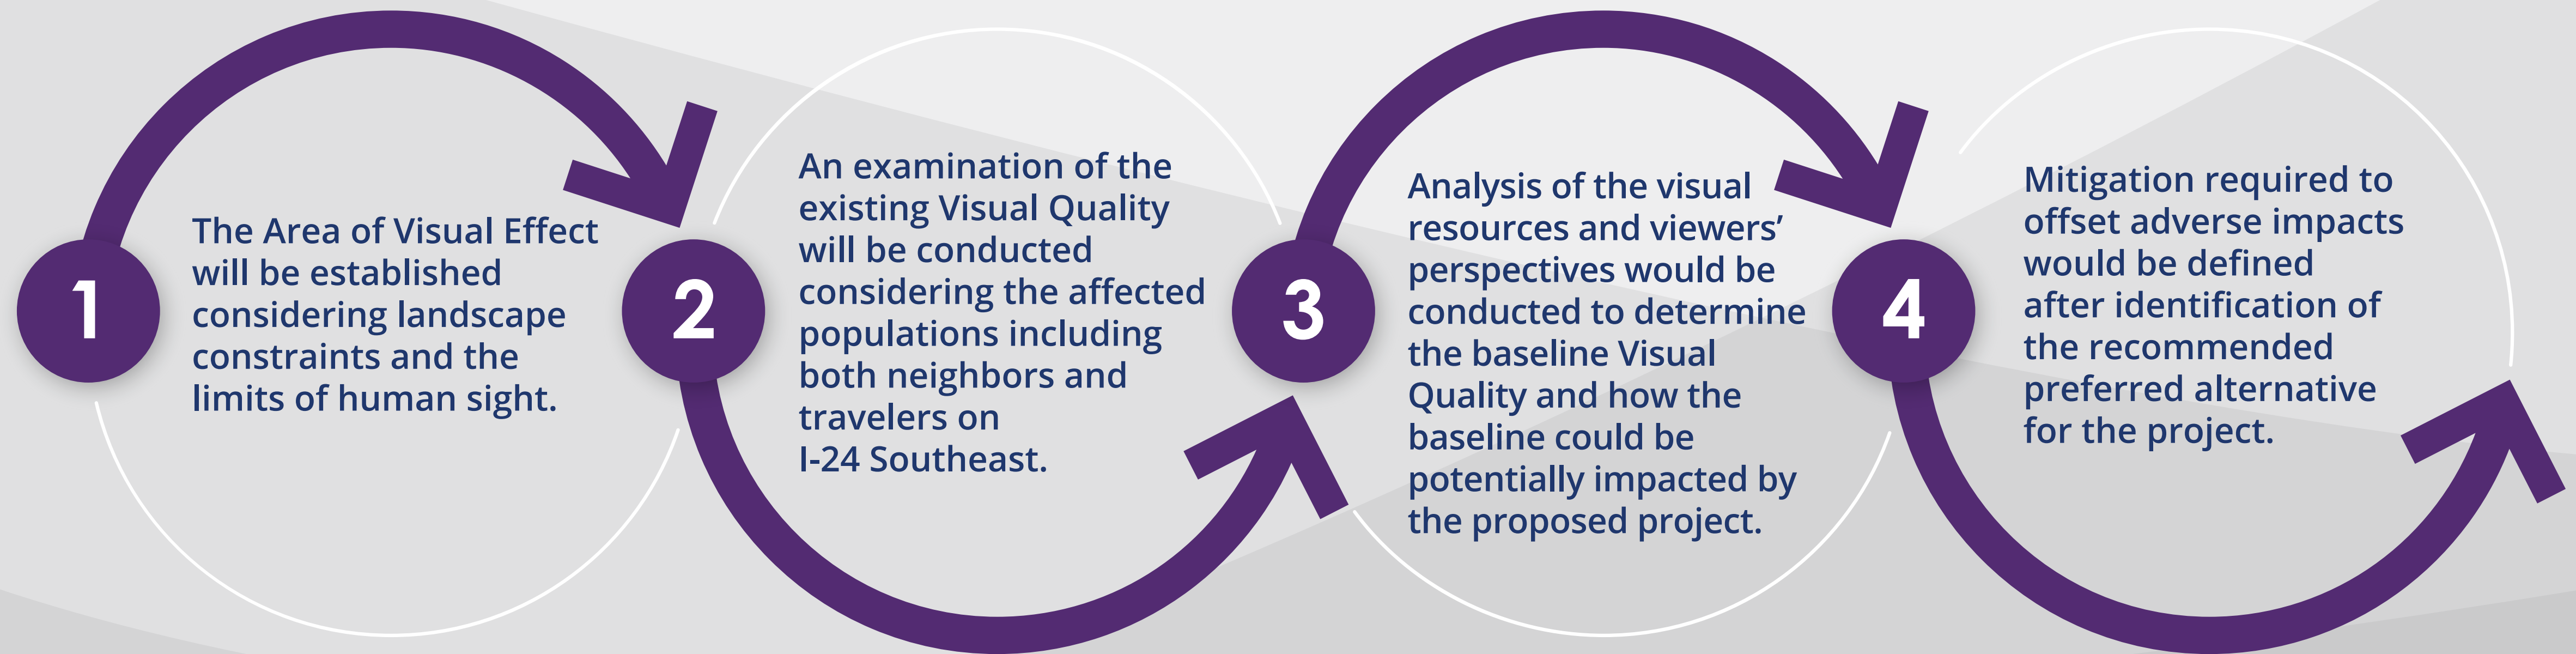 1
The Area of Visual Effect
will be established
considering landscape
constraints and the
limits of human sight.
2
An examination of the
existing Visual Quality
will be conducted
considering the affected
populations including
both neighbors and
travelers on
I-24 Southeast.
3
Analysis of the visual
resources and viewers’
perspectives would be
conducted to determine
the baseline Visual
Quality and how the
baseline could be
potentially impacted by
the proposed project.
4
Mitigation required to
offset adverse impacts
would be defined
after identification of
the recommended
preferred alternative
for the project.